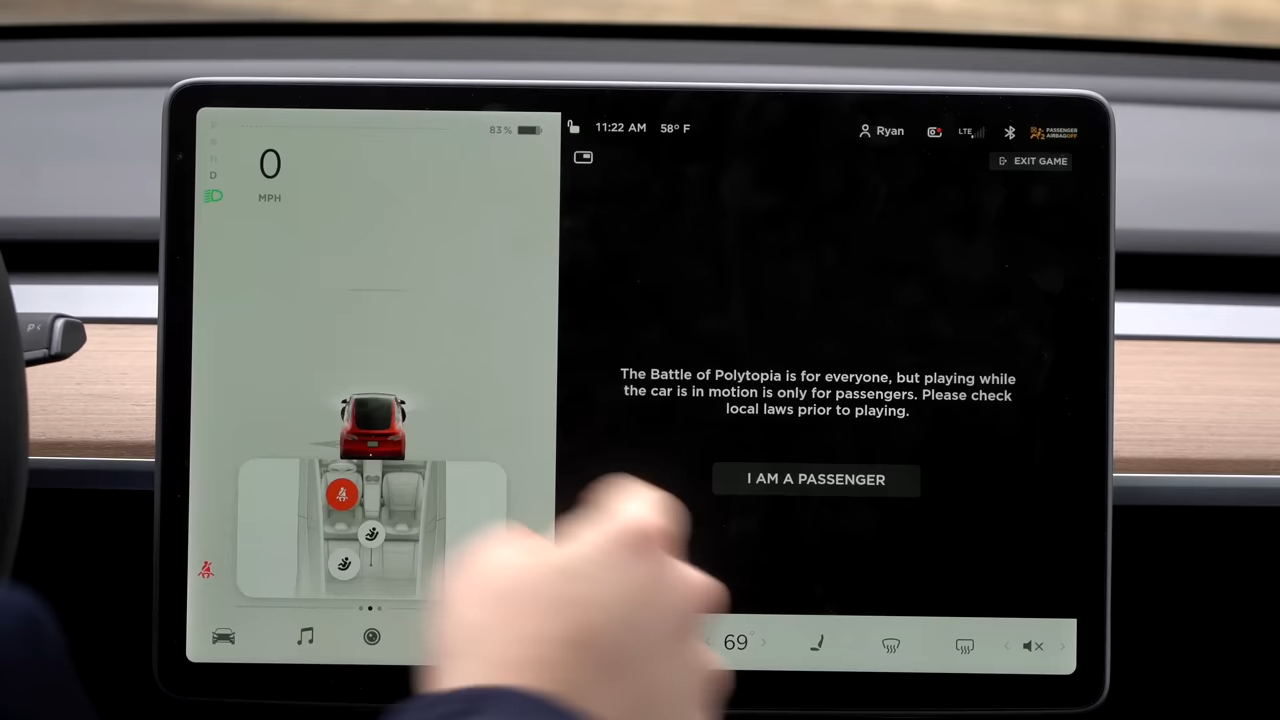 P
R
N
D
0
MPH
83 %
11:22 AM
58° F
Ryan
LTE
PASSENGER
AIRBAG OFF
EXIT GAME
The Battle of Polytopia is for everyone, but playing while
the car is in motion is only for passengers. Please check
local laws prior to playing.
I AM A PASSENGER
69°
P